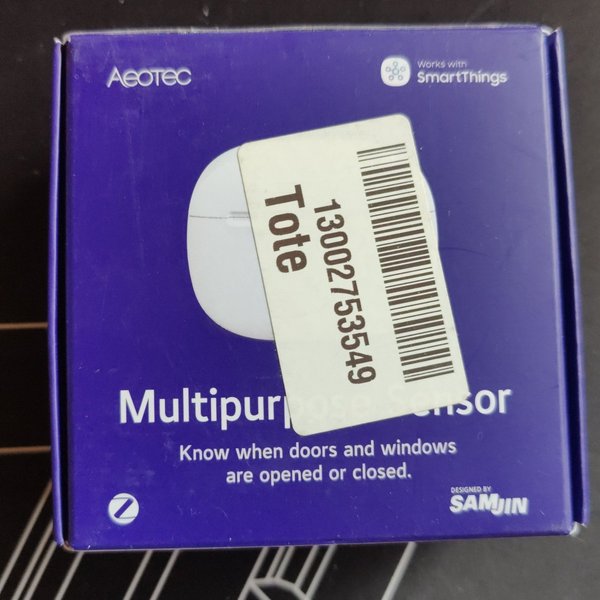 AEOTEC
Works with
SmartThings
Tote
13002753549
Multipurpose Sensor
Know when doors and windows
are opened or closed.
DESIGNED BY
SAMJIN